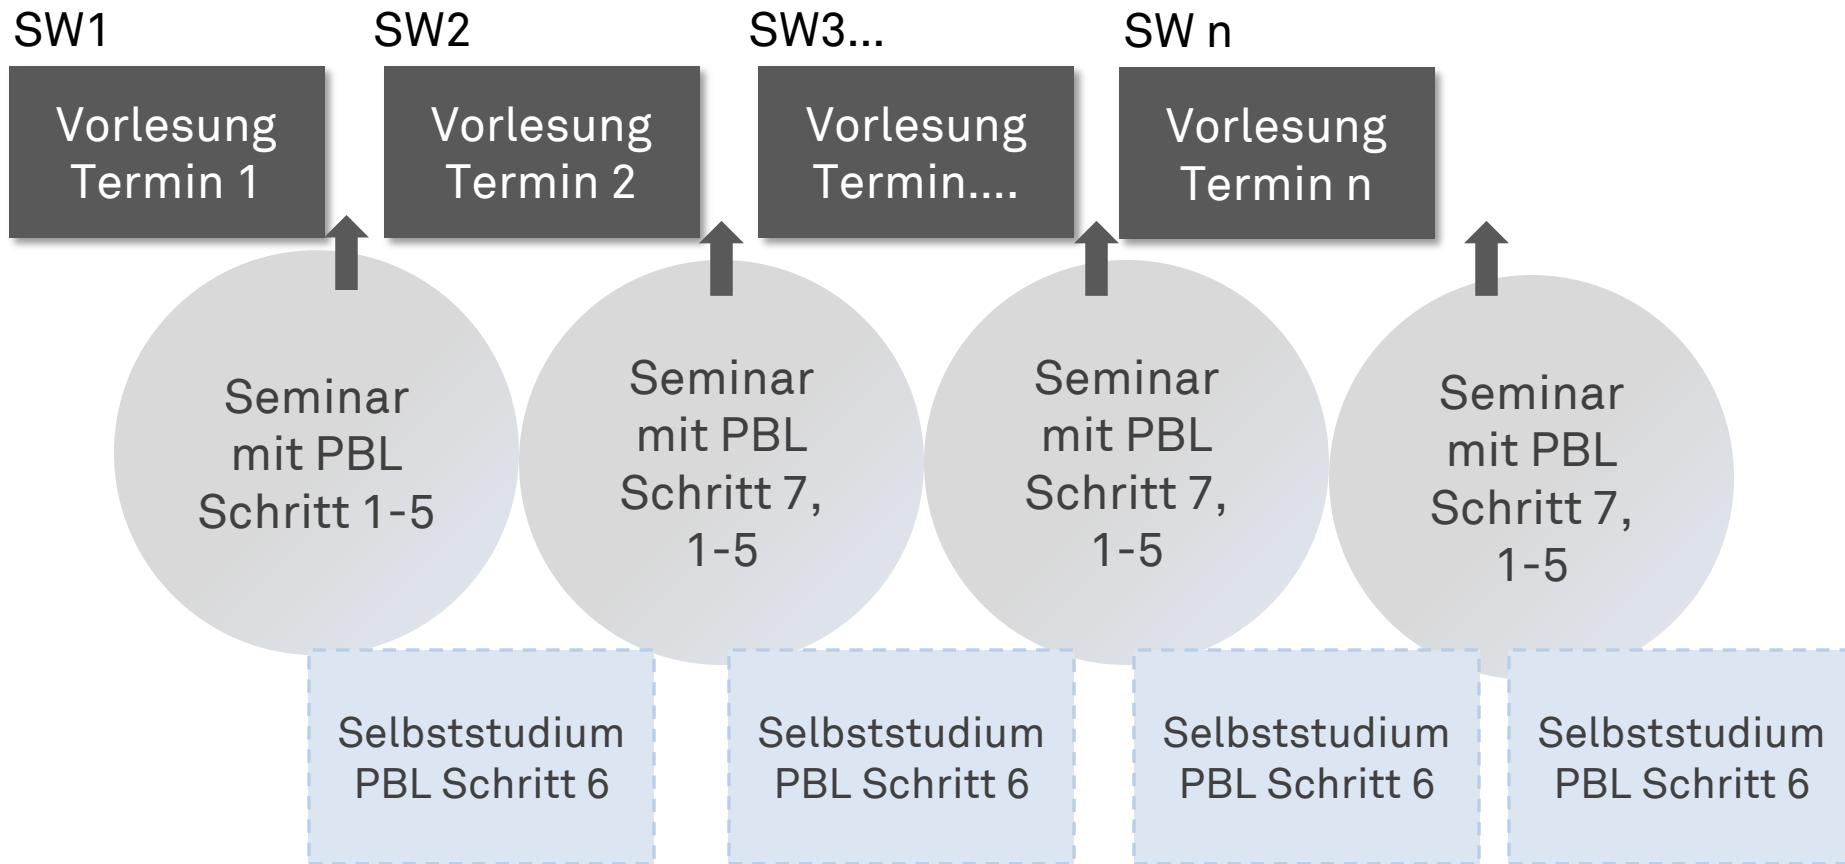 SW1
SW2
SW3...
SW n
Vorlesung
Termin 1
Vorlesung
Termin 2
Vorlesung
Termin....
Vorlesung
Termin n
Seminar
mit PBL
Schritt 1-5
Seminar
mit PBL
Schritt 7,
1-5
Seminar
mit PBL
Schritt 7,
1-5
Seminar
mit PBL
Schritt 7,
1-5
Selbststudium
PBL Schritt 6
Selbststudium
PBL Schritt 6
Selbststudium
PBL Schritt 6
Selbststudium
PBL Schritt 6